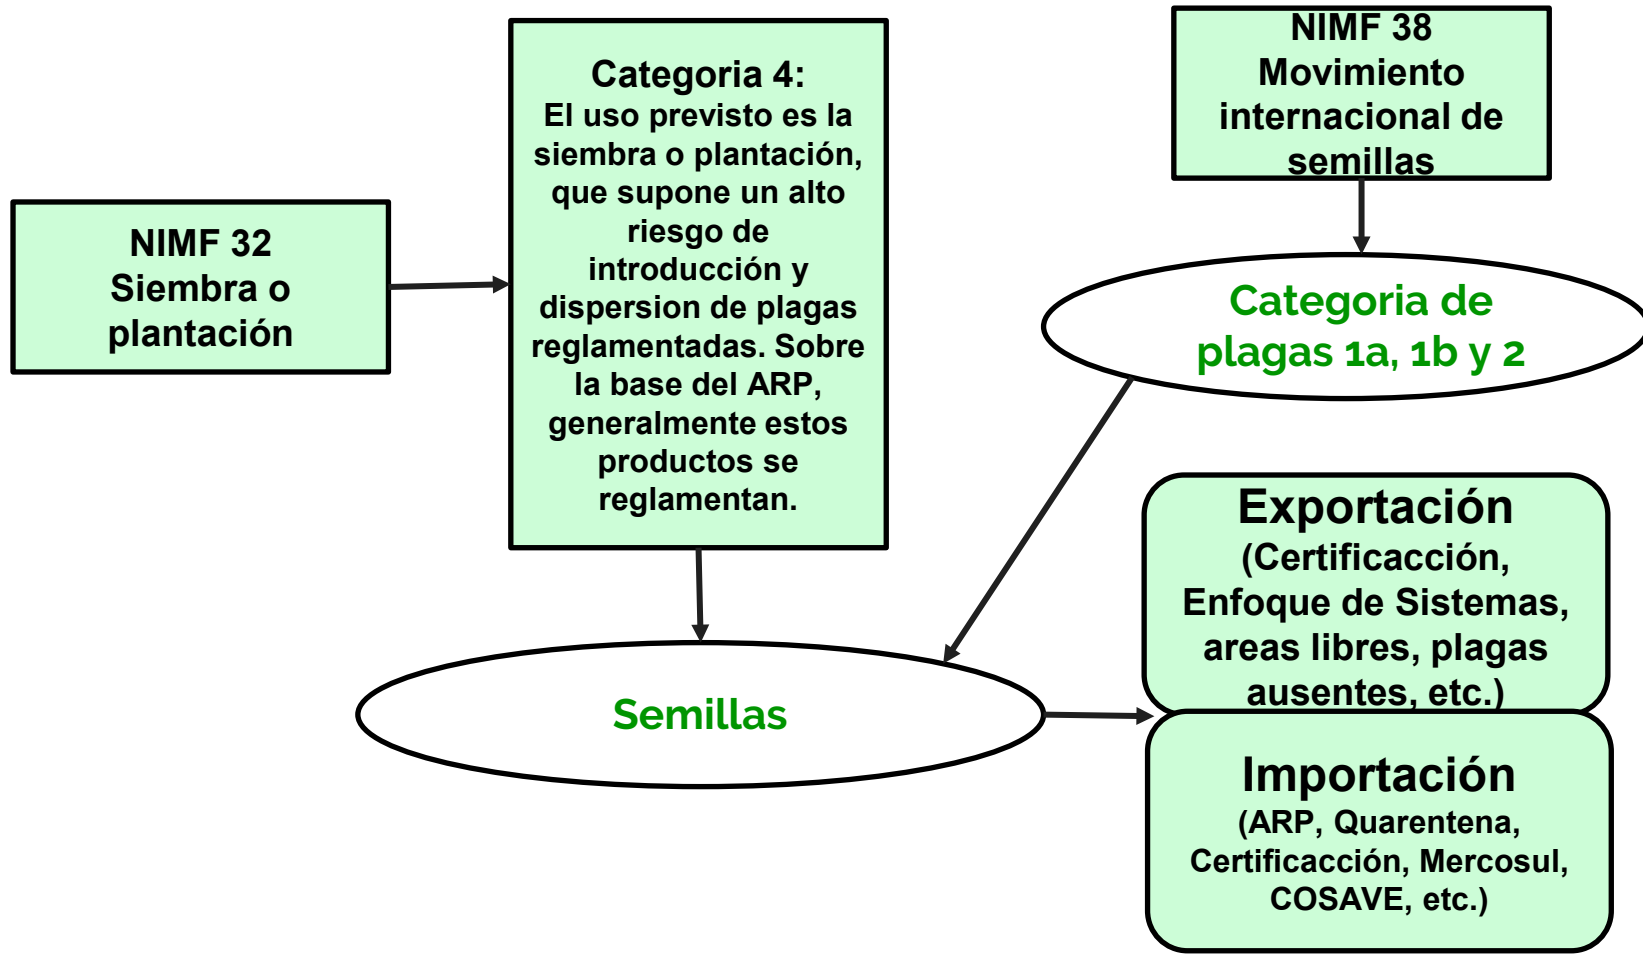 NIMF 32
Siembra o
plantación
Categoria 4:
El uso previsto es la
siembra o plantación,
que supone un alto
riesgo de
introducción y
dispersion de plagas
reglamentadas. Sobre
la base del ARP,
generalmente estos
productos se
reglamentan.
NIMF 38
Movimiento
internacional de
semillas
Categoria de
plagas 1a, 1b y 2
Semillas
Exportación
(Certificacción,
Enfoque de Sistemas,
areas libres, plagas
ausentes, etc.)
Importación
(ARP, Quarentena,
Certificacción, Mercosul,
COSAVE, etc.)